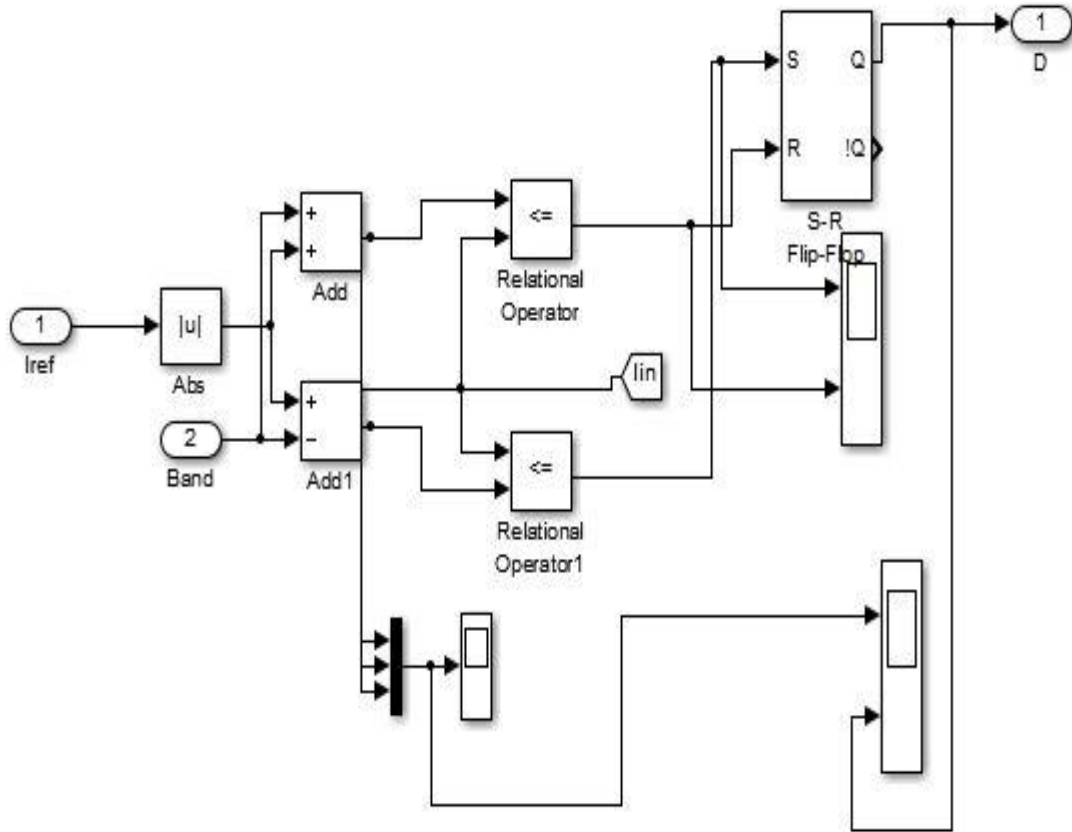 1
D
S
Q
R
!Q
S-R
Flip-Flop
+
+
Add
<=
Relational
Operator
1
Iref
|u|
Abs
Iin
2
Band
+
−
Add1
<=
Relational
Operator1